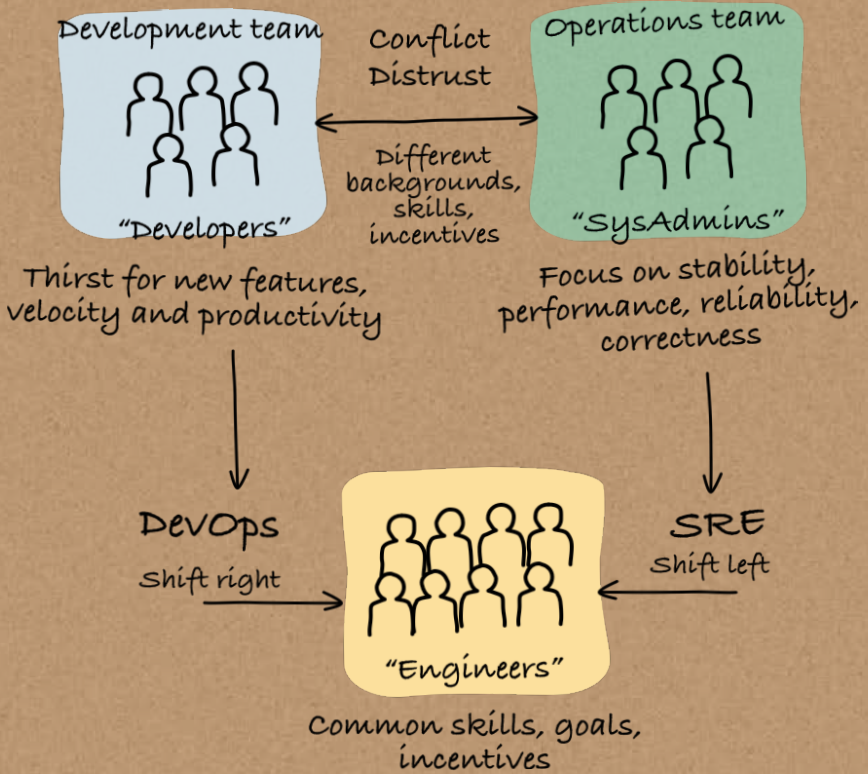 Development team
Conflict
Distrust
Operations team
Different
backgrounds,
skills,
incentives
"Developers"
"SysAdmins"
Thirst for new features,
velocity and productivity
Focus on stability,
performance, reliability,
correctness
DevOps
Shift right
SRE
Shift left
"Engineers"
Common skills, goals,
incentives